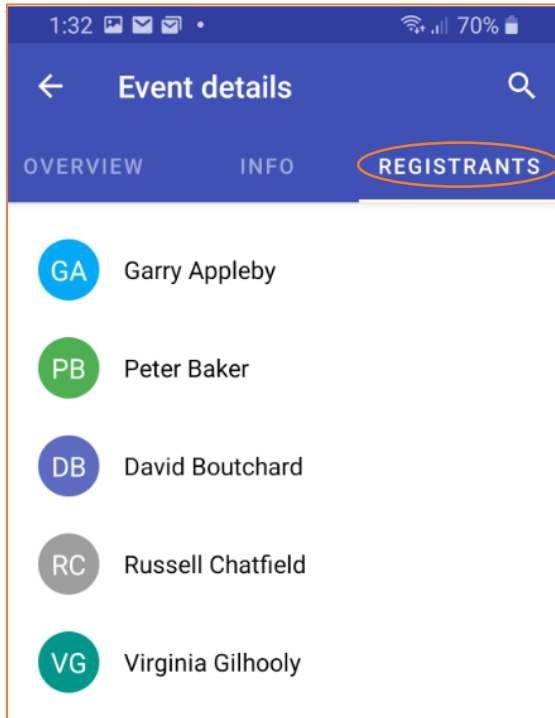 1:32 70%
Event details
OVERVIEW INFO REGISTRANTS
GA Garry Appleby
PB Peter Baker
DB David Boutchard
RC Russell Chatfield
VG Virginia Gilhooly